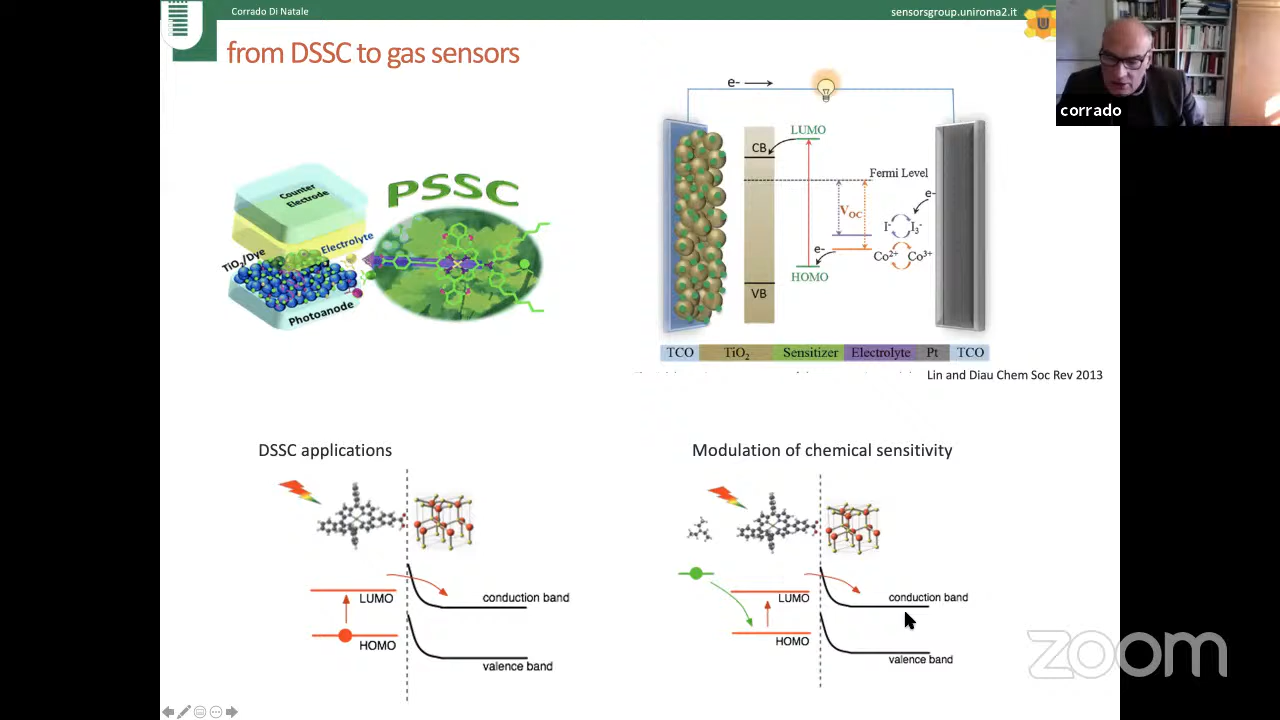 Corrado Di Natale
sensorsgroup.uniroma2.it
from DSSC to gas sensors
corrado
e-
LUMO
CB
Fermi Level
e-
VOC
I- I3-
e-
Co2+ Co3+
HOMO
VB
TCO TiO2 Sensitizer Electrolyte Pt TCO
Lin and Diau Chem Soc Rev 2013
PSSC
Counter
Electrode
Electrolyte
TiO2/Dye
Photoanode
DSSC applications
LUMO
conduction band
HOMO
valence band
Modulation of chemical sensitivity
LUMO
conduction band
HOMO
valence band
zoom